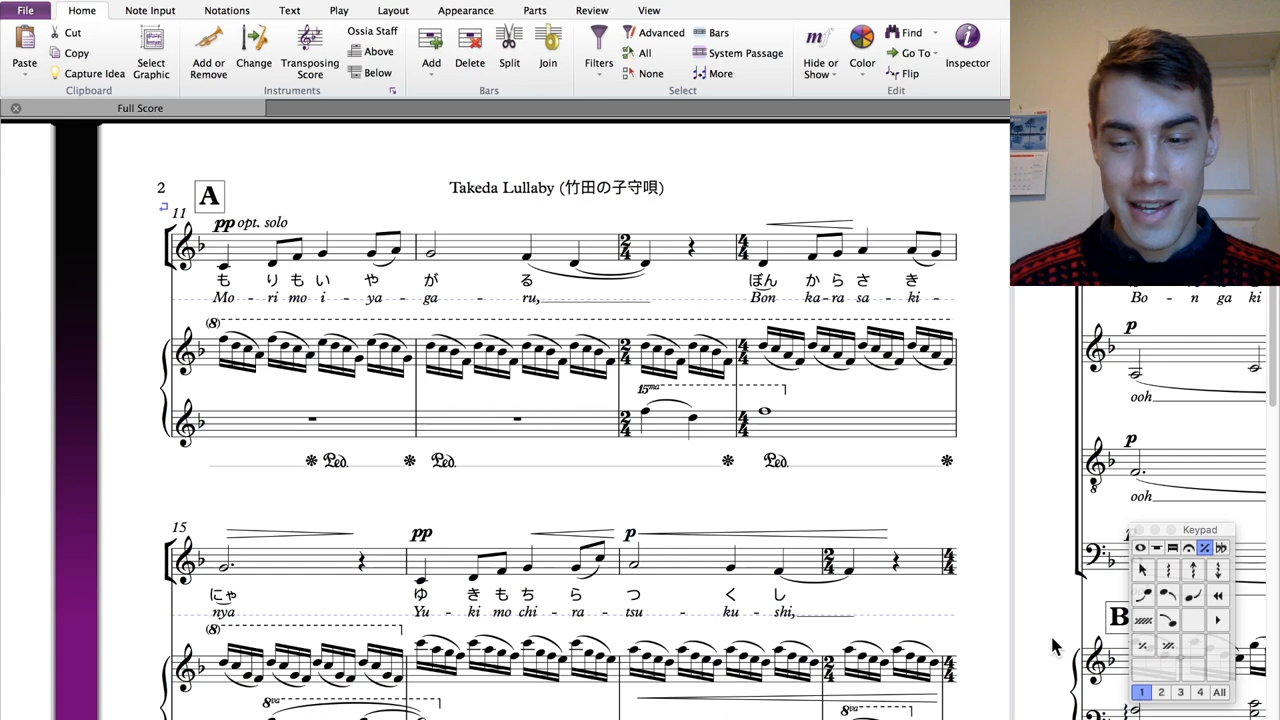 File Home Note Input Notations Text Play Layout Appearance Parts Review View
Paste
Cut
Copy
Capture Idea
Select Graphic
Clipboard
Add or Remove
Change
Transposing Score
Ossia Staff
Above
Below
Instruments
Add
Delete
Split
Join
Bars
Filters
Advanced
All
None
Bars
System Passage
More
Select
Hide or Show
Color
Find
Go To
Flip
Inspector
Edit
Full Score
2
A
Takeda Lullaby (竹田の子守唄)
11
pp opt. solo
も り も い や が る ぼん か ら さ き
Mo - ri mo i - ya - ga - ru, Bon ka - ra sa - ki -
(8)
15ma
Ped. Ped. Ped.
15
pp p
にゃ ゆ き も ち ら つ く し
nya Yu - ki mo chi - ra - tsu - ku - shi,
(8)
8va 8va
Bo - n ga ki
p
ooh
p
ooh
8
B
Keypad
1 2 3 4 All